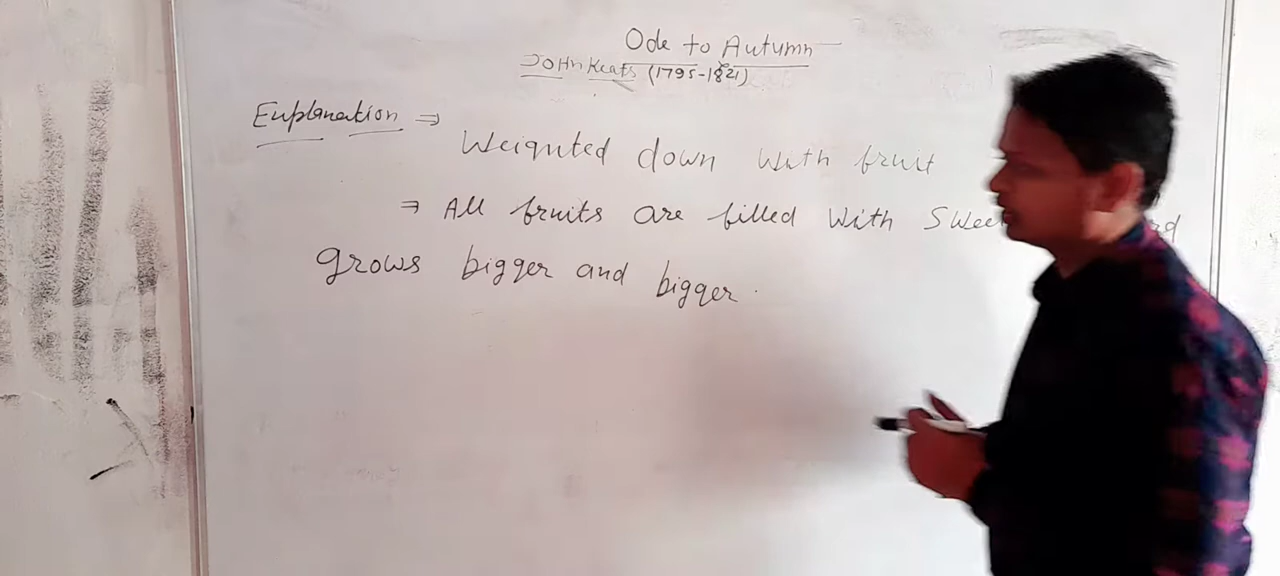 Ode to Autumn
JOHn Keats (1795-1821)
Explanation ⇒
Weighted down with fruit
⇒ All fruits are filled with
grows bigger and bigger.